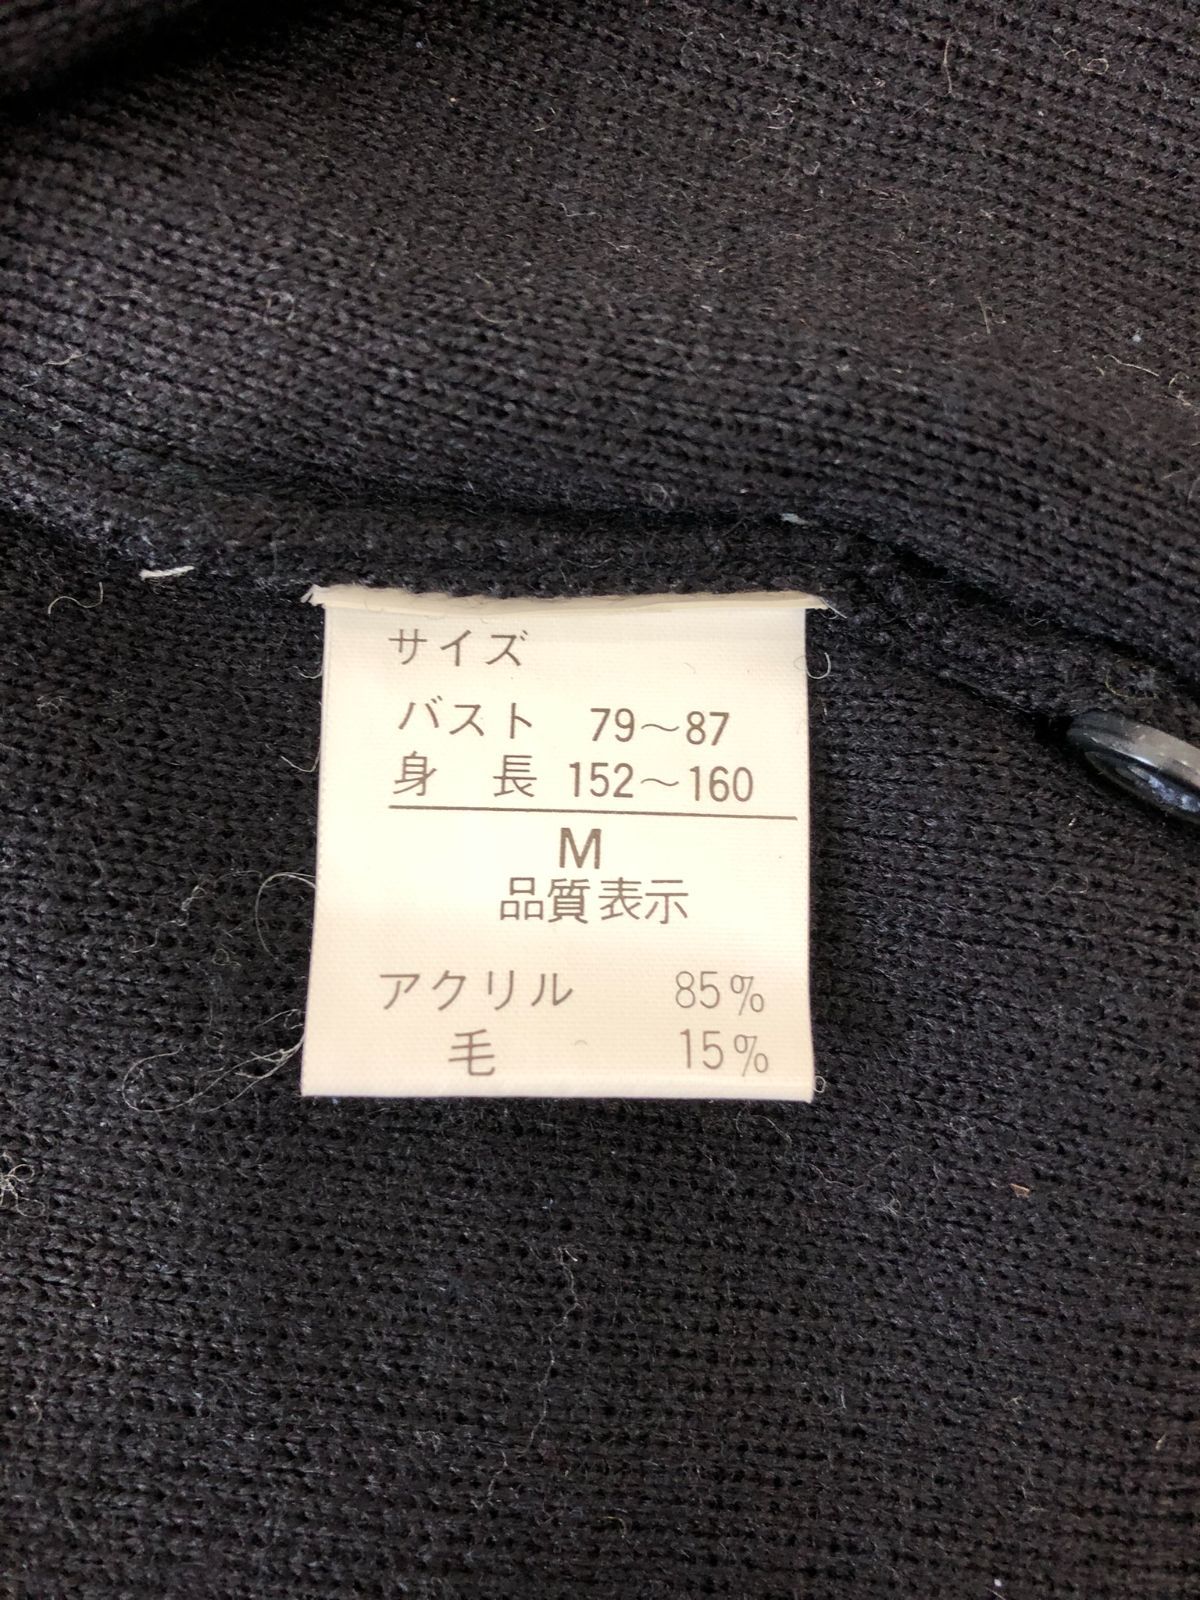 サイズ
バスト 79～87
身 長 152～160
M
品質表示
アクリル 85%
毛 15%